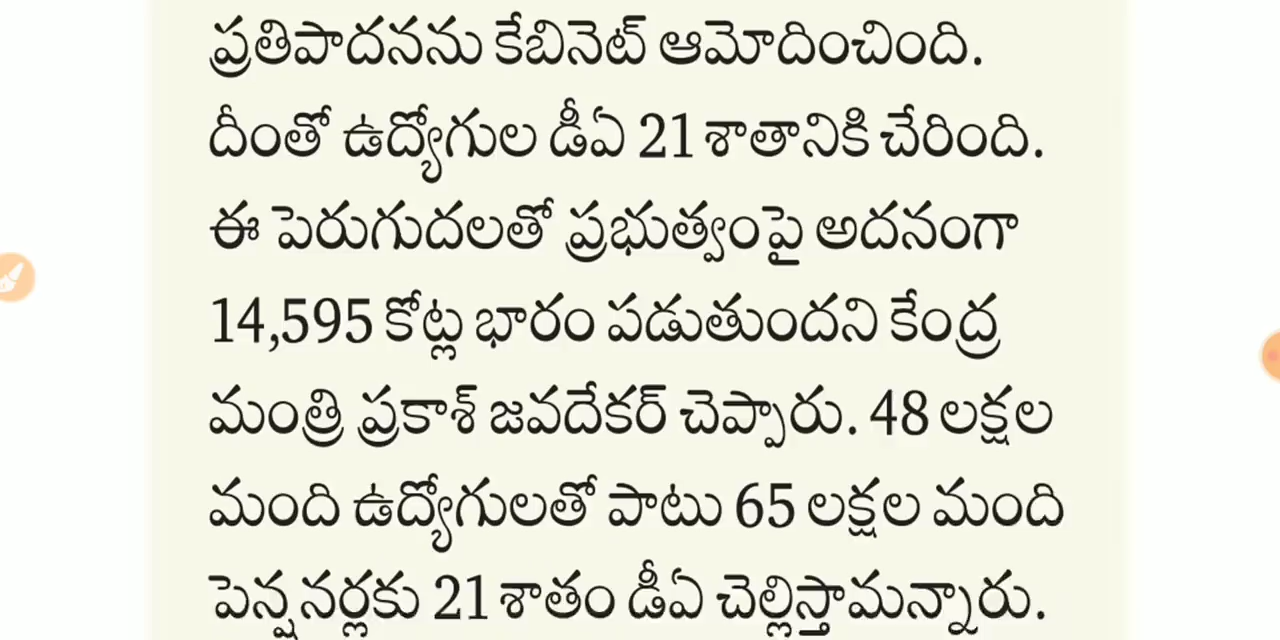 ప్రతిపాదనను కేబినెట్ ఆమోదించింది.
దీంతో ఉద్యోగుల డీఏ 21 శాతానికి చేరింది.
ఈ పెరుగుదలతో ప్రభుత్వంపై అదనంగా
14,595 కోట్ల భారం పడుతుందని కేంద్ర
మంత్రి ప్రకాశ్ జవదేకర్ చెప్పారు. 48 లక్షల
మంది ఉద్యోగులతో పాటు 65 లక్షల మంది
పెన్షనర్లకు 21 శాతం డీఏ చెల్లిస్తామన్నారు.